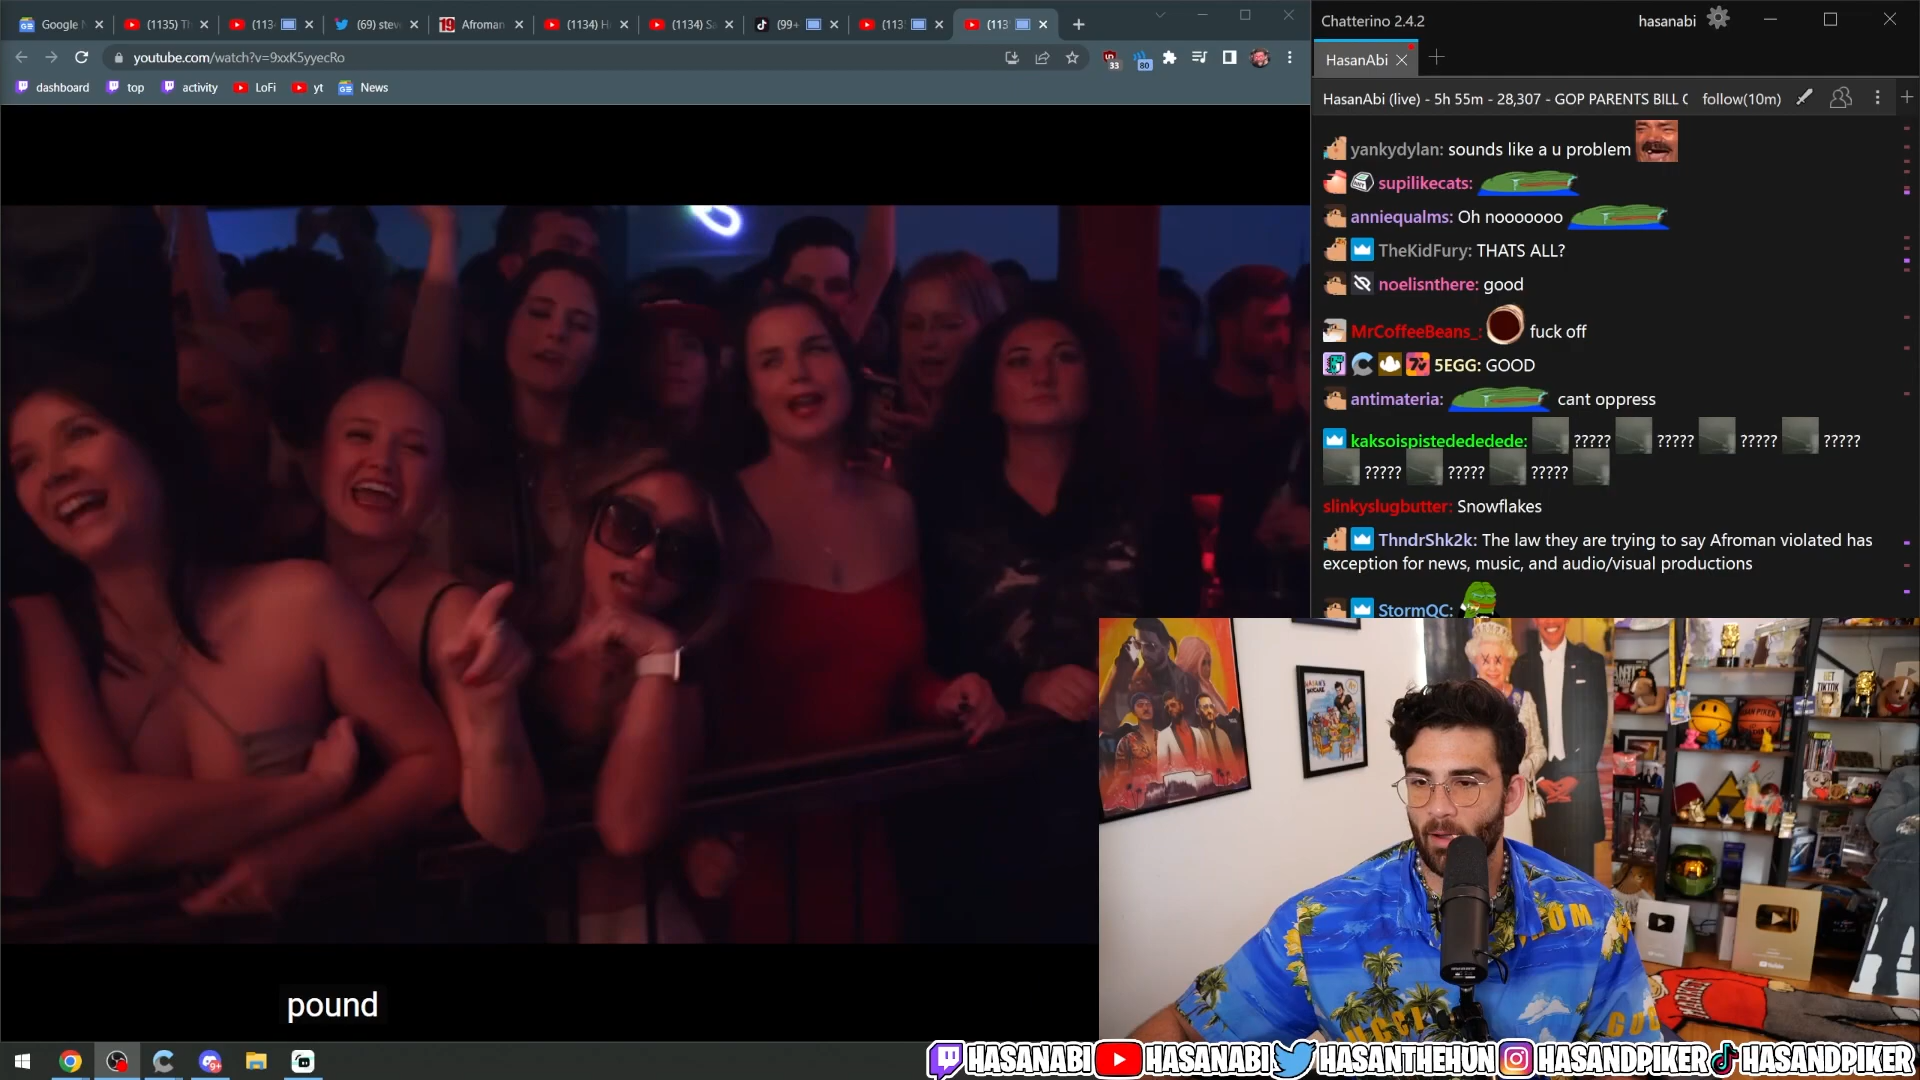 Google N
(1135) Th
(113
(69) stev
Afroman
(1134) H
(1134) Sa
(99+
(113
(113
youtube.com/watch?v=9xxK5yyecRo
33
80
dashboard
top
activity
LoFi
yt
News
pound
Chatterino 2.4.2
hasanabi
HasanAbi
HasanAbi (live) - 5h 55m - 28,307 - GOP PARENTS BILL
follow(10m)
yankydylan: sounds like a u problem
supilikecats:
anniequalms: Oh nooooooo
TheKidFury: THATS ALL?
noelisnthere: good
MrCoffeeBeans_: fuck off
5EGG: GOOD
antimateria: cant oppress
kaksoispistedededede: ????? ????? ????? ?????
????? ????? ?????
slinkyslugbutter: Snowflakes
ThndrShk2k: The law they are trying to say Afroman violated has
exception for news, music, and audio/visual productions
StormQC:
HASANABI HASANABI HASANTHEHUN HASANDPIKER HASANDPIKER